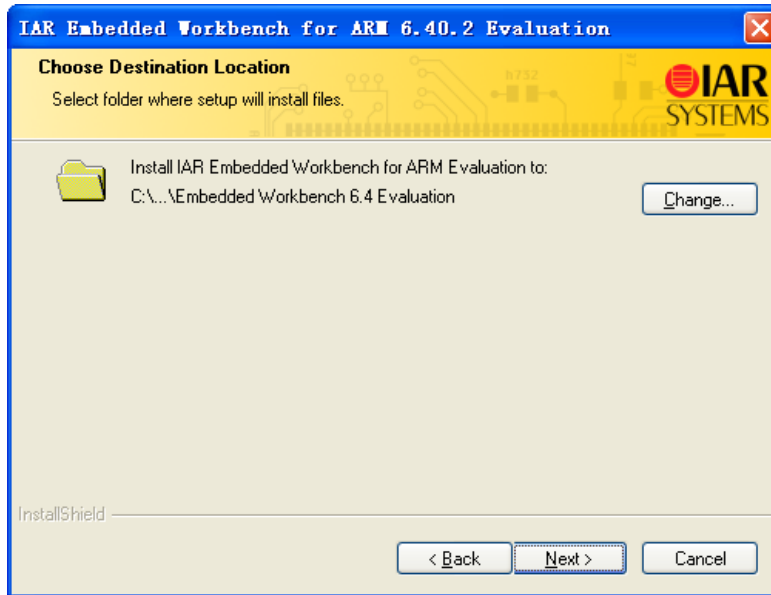 IAR Embedded Workbench for ARM 6.40.2 Evaluation
Choose Destination Location
Select folder where setup will install files.
b732
IAR
SYSTEMS
Install IAR Embedded Workbench for ARM Evaluation to:
C:\...\Embedded Workbench 6.4 Evaluation
Change...
InstallShield
< Back
Next >
Cancel